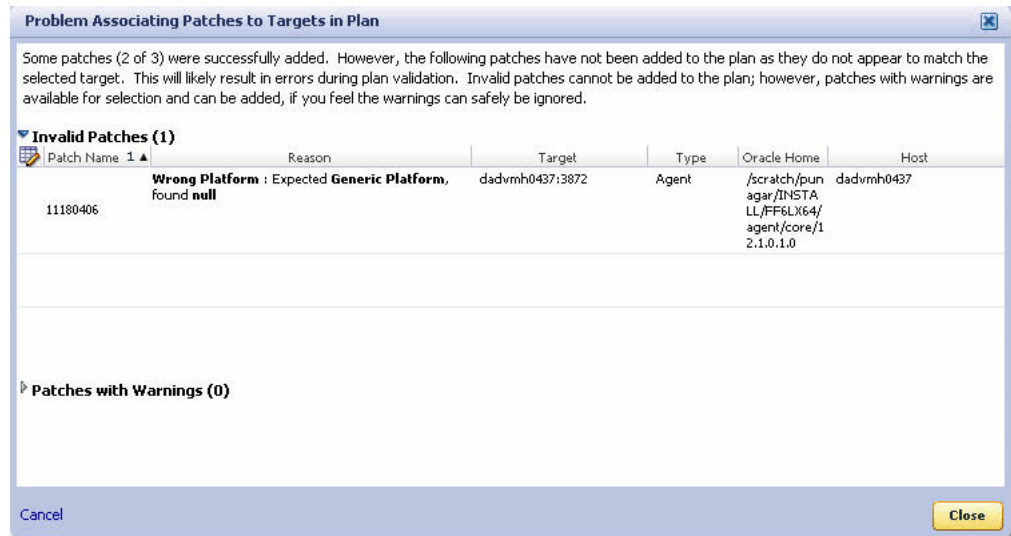 Problem Associating Patches to Targets in Plan
Some patches (2 of 3) were successfully added. However, the following patches have not been added to the plan as they do not appear to match the
selected target. This will likely result in errors during plan validation. Invalid patches cannot be added to the plan; however, patches with warnings are
available for selection and can be added, if you feel the warnings can safely be ignored.
Invalid Patches (1)
Patch Name 1 Reason Target Type Oracle Home Host
Wrong Platform : Expected Generic Platform, dadvmh0437:3872 Agent /scratch/pun dadvmh0437
found null agar/INSTA
11180406 LL/FF6LX64/
agent/core/1
2.1.0.1.0
Patches with Warnings (0)
Cancel Close